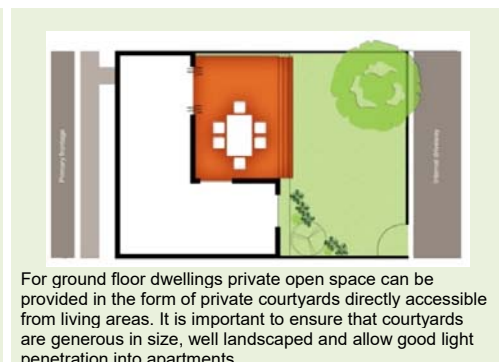 Primary frontage
Internal driveway
For ground floor dwellings private open space can be
provided in the form of private courtyards directly accessible
from living areas. It is important to ensure that courtyards
are generous in size, well landscaped and allow good light
penetration into apartments